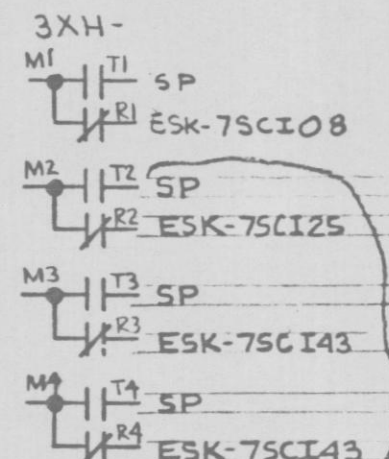 3XH-
M1 T1 SP
R1 ESK-7SCI08
M2 T2 SP
R2 ESK-7SCI25
M3 T3 SP
R3 ESK-7SCI43
M4 T4 SP
R4 ESK-7SCI43